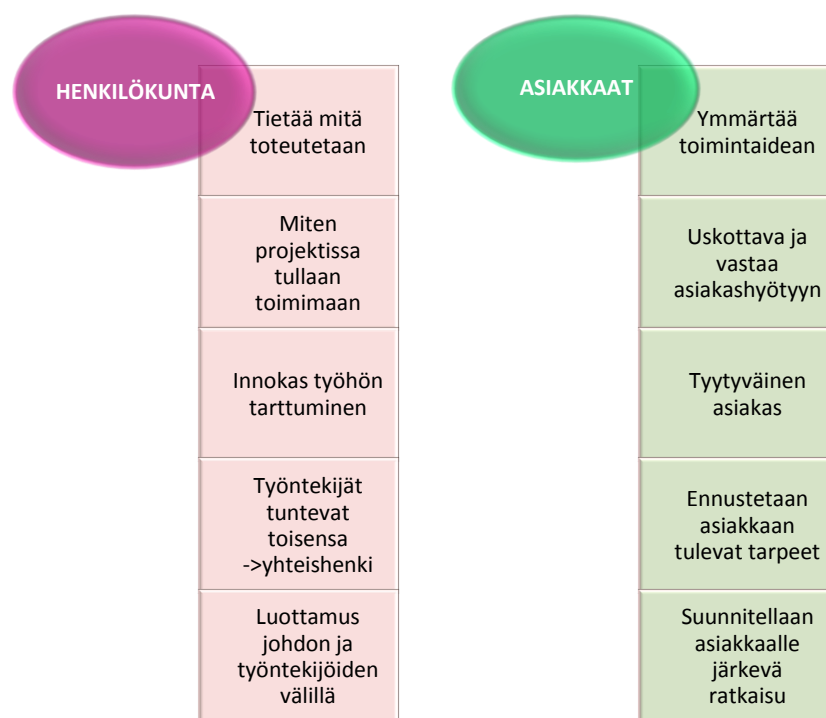 HENKILÖKUNTA
Tietää mitä
toteutetaan
Miten
projektissa
tullaan
toimimaan
Innokas työhön
tarttuminen
Työntekijät
tuntevat
toisensa
->yhteishenki
Luottamus
johdon ja
työntekijöiden
välillä
ASIAKKAAT
Ymmärtää
toimintaidean
Uskottava ja
vastaa
asiakashyötyyn
Tyytyväinen
asiakas
Ennustetaan
asiakkaan
tulevat tarpeet
Suunnitellaan
asiakkaalle
järkevä
ratkaisu